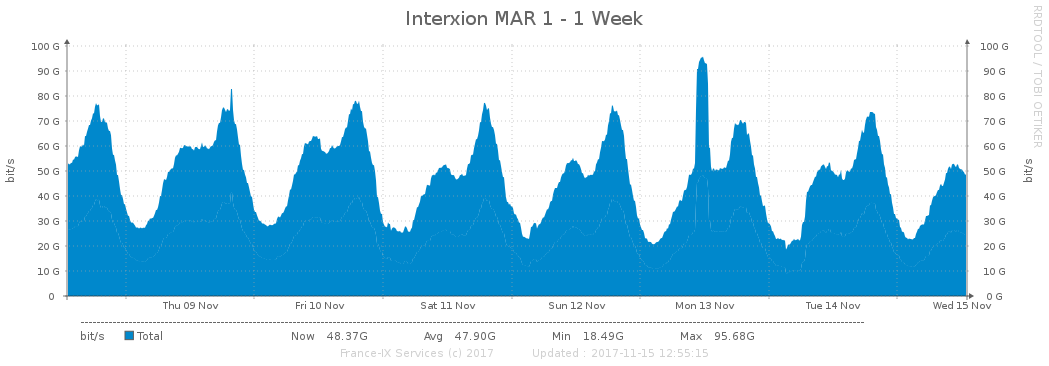 Interxion MAR 1 - 1 Week
RRDTOOL / TOBI OETIKER
bit/s
100 G 100 G
90 G 90 G
80 G 80 G
70 G 70 G
60 G 60 G
50 G 50 G
40 G 40 G
30 G 30 G
20 G 20 G
10 G 10 G
0 0 G
bit/s
Thu 09 Nov Fri 10 Nov Sat 11 Nov Sun 12 Nov Mon 13 Nov Tue 14 Nov Wed 15 Nov
bit/s Total Now 48.37G Avg 47.90G Min 18.49G Max 95.68G
France-IX Services (c) 2017 Updated : 2017-11-15 12:55:15